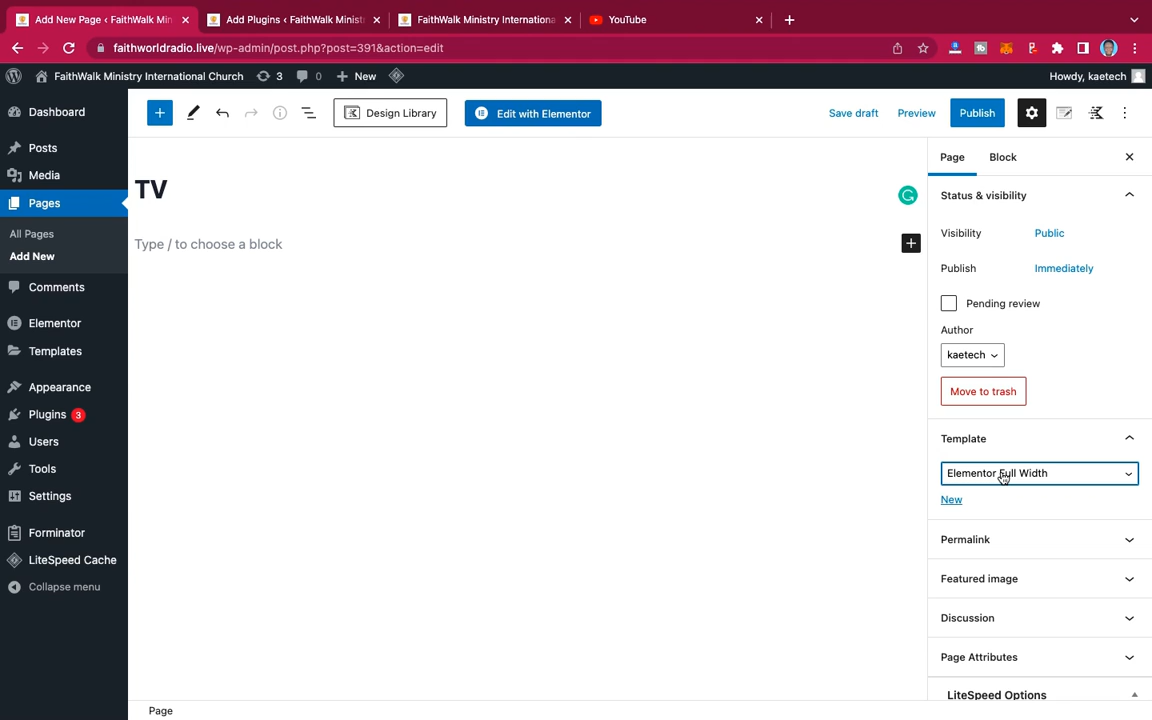 Add New Page ‹ FaithWalk Min
Add Plugins ‹ FaithWalk Minist
FaithWalk Ministry Internationa
YouTube
faithworldradio.live/wp-admin/post.php?post=391&action=edit
FaithWalk Ministry International Church
3
0
New
Howdy, kaetech
Dashboard
Posts
Media
Pages
All Pages
Add New
Comments
Elementor
Templates
Appearance
Plugins 3
Users
Tools
Settings
Forminator
LiteSpeed Cache
Collapse menu
Design Library
Edit with Elementor
Save draft
Preview
Publish
TV
Type / to choose a block
Page
Block
Status & visibility
Visibility
Public
Publish
Immediately
Pending review
Author
kaetech
Move to trash
Template
Elementor Full Width
New
Permalink
Featured image
Discussion
Page Attributes
LiteSpeed Options
Page